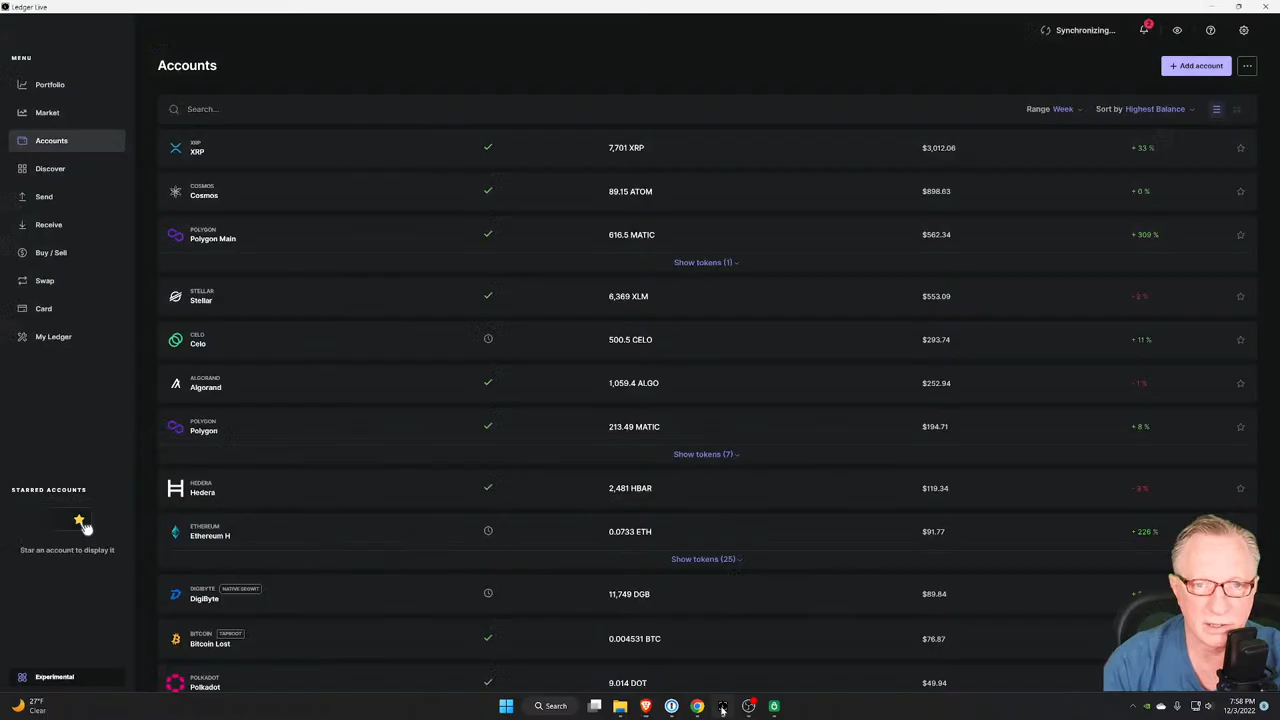 Ledger Live
2
Synchronizing...
MENU
Portfolio
Market
Accounts
Discover
Send
Receive
Buy / Sell
Swap
Card
My Ledger
STARRED ACCOUNTS
Star an account to display it
Experimental
Accounts
+ Add account
Search...
Range Week
Sort by Highest Balance
XRP
XRP
7,701 XRP
$3,012.06
+ 33 %
COSMOS
Cosmos
89.15 ATOM
$898.63
+ 0 %
POLYGON
Polygon Main
616.5 MATIC
$562.34
+ 309 %
Show tokens (1)
STELLAR
Stellar
6,369 XLM
$553.09
- 2 %
CELO
Celo
500.5 CELO
$293.74
+ 11 %
ALGORAND
Algorand
1,059.4 ALGO
$252.94
- 1 %
POLYGON
Polygon
213.49 MATIC
$194.71
+ 8 %
Show tokens (7)
HEDERA
Hedera
2,481 HBAR
$119.34
- 3 %
ETHEREUM
Ethereum H
0.0733 ETH
$91.77
+ 226 %
Show tokens (25)
DIGIBYTE NATIVE SEGWIT
DigiByte
11,749 DGB
$89.84
BITCOIN TAPROOT
Bitcoin Lost
0.004531 BTC
$76.87
POLKADOT
Polkadot
9.014 DOT
$49.94
27°F
Clear
Search
7:58 PM
12/3/2022